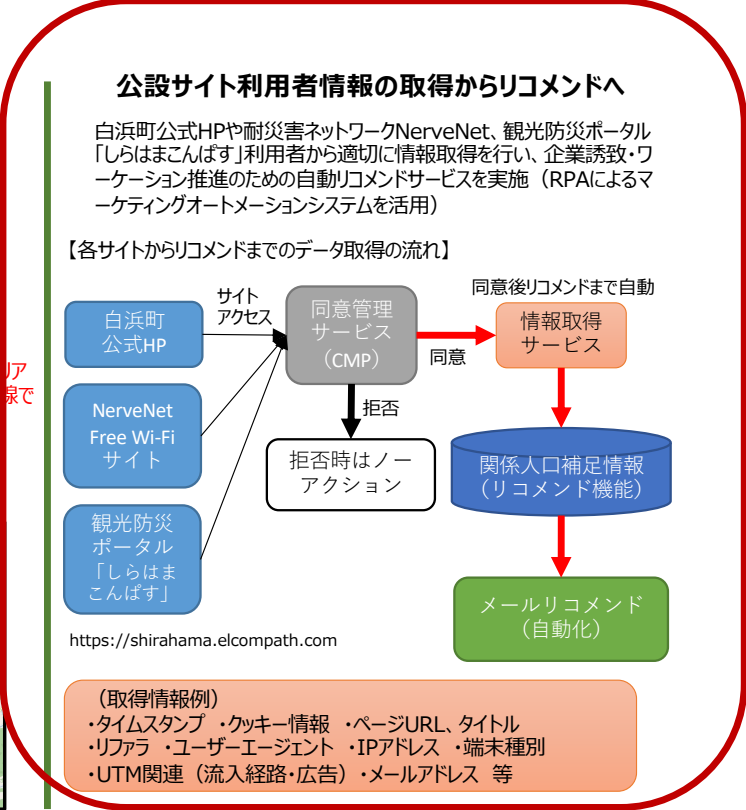 公設サイト利用者情報の取得からリコメンドへ
白浜町公式HPや耐災害ネットワークNerveNet、観光防災ポータル
「しらはまこんぱす」利用者から適切に情報取得を行い、企業誘致・ワ
ーケーション推進のための自動リコメンドサービスを実施（RPAによるマ
ーケティングオートメーションシステムを活用）
【各サイトからリコメンドまでのデータ取得の流れ】
同意後リコメンドまで自動
サイト
アクセス
白浜町
公式HP
同意管理
サービス
（CMP）
同意
情報取得
サービス
リア
線で
NerveNet
Free Wi-Fi
サイト
拒否
拒否時はノー
アクション
関係人口補足情報
（リコメンド機能）
観光防災
ポータル
「しらはま
こんぱす」
メールリコメンド
（自動化）
https://shirahama.elcompath.com
（取得情報例）
・タイムスタンプ ・クッキー情報 ・ページURL、タイトル
・リファラ ・ユーザーエージェント ・IPアドレス ・端末種別
・UTM関連（流入経路・広告）・メールアドレス 等